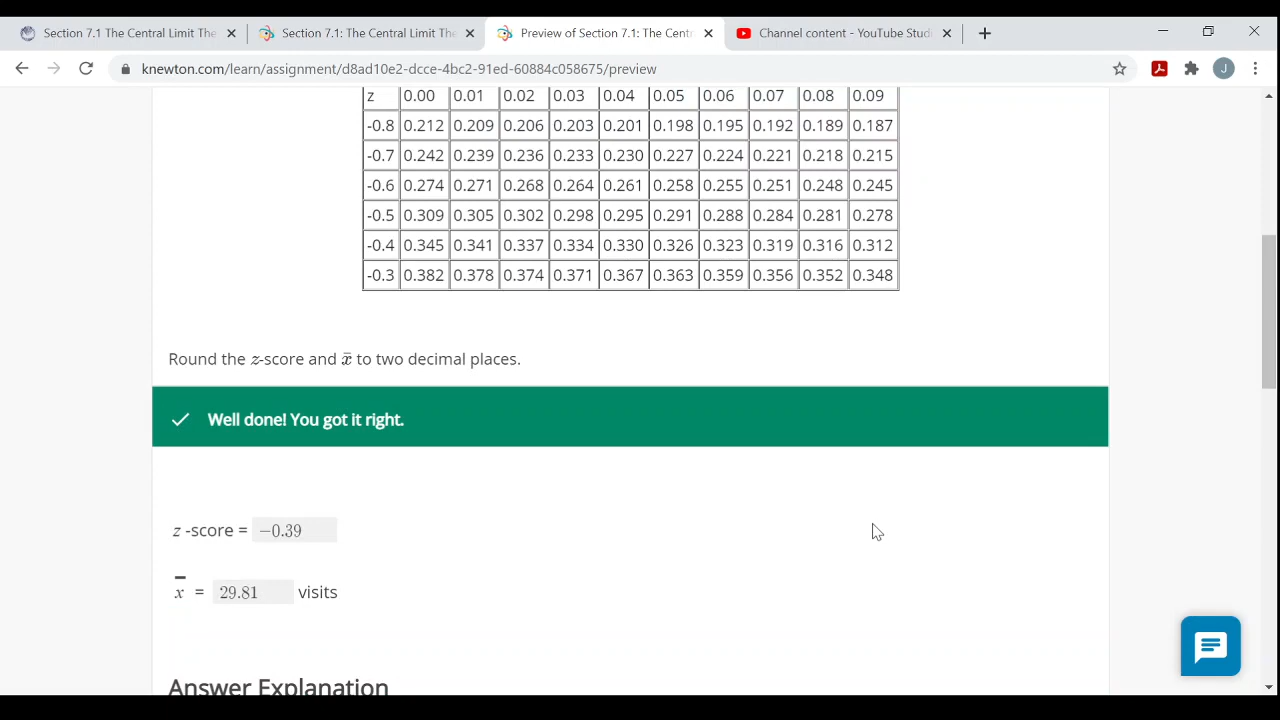 Section 7.1 The Central Limit The
Section 7.1: The Central Limit The
Preview of Section 7.1: The Cent
Channel content - YouTube Stud
knewton.com/learn/assignment/d8ad10e2-dcce-4bc2-91ed-60884c058675/preview
J
z 0.00 0.01 0.02 0.03 0.04 0.05 0.06 0.07 0.08 0.09
-0.8 0.212 0.209 0.206 0.203 0.201 0.198 0.195 0.192 0.189 0.187
-0.7 0.242 0.239 0.236 0.233 0.230 0.227 0.224 0.221 0.218 0.215
-0.6 0.274 0.271 0.268 0.264 0.261 0.258 0.255 0.251 0.248 0.245
-0.5 0.309 0.305 0.302 0.298 0.295 0.291 0.288 0.284 0.281 0.278
-0.4 0.345 0.341 0.337 0.334 0.330 0.326 0.323 0.319 0.316 0.312
-0.3 0.382 0.378 0.374 0.371 0.367 0.363 0.359 0.356 0.352 0.348
Round the z-score and x̄ to two decimal places.
Well done! You got it right.
z -score = −0.39
x̄ = 29.81 visits
Answer Explanation